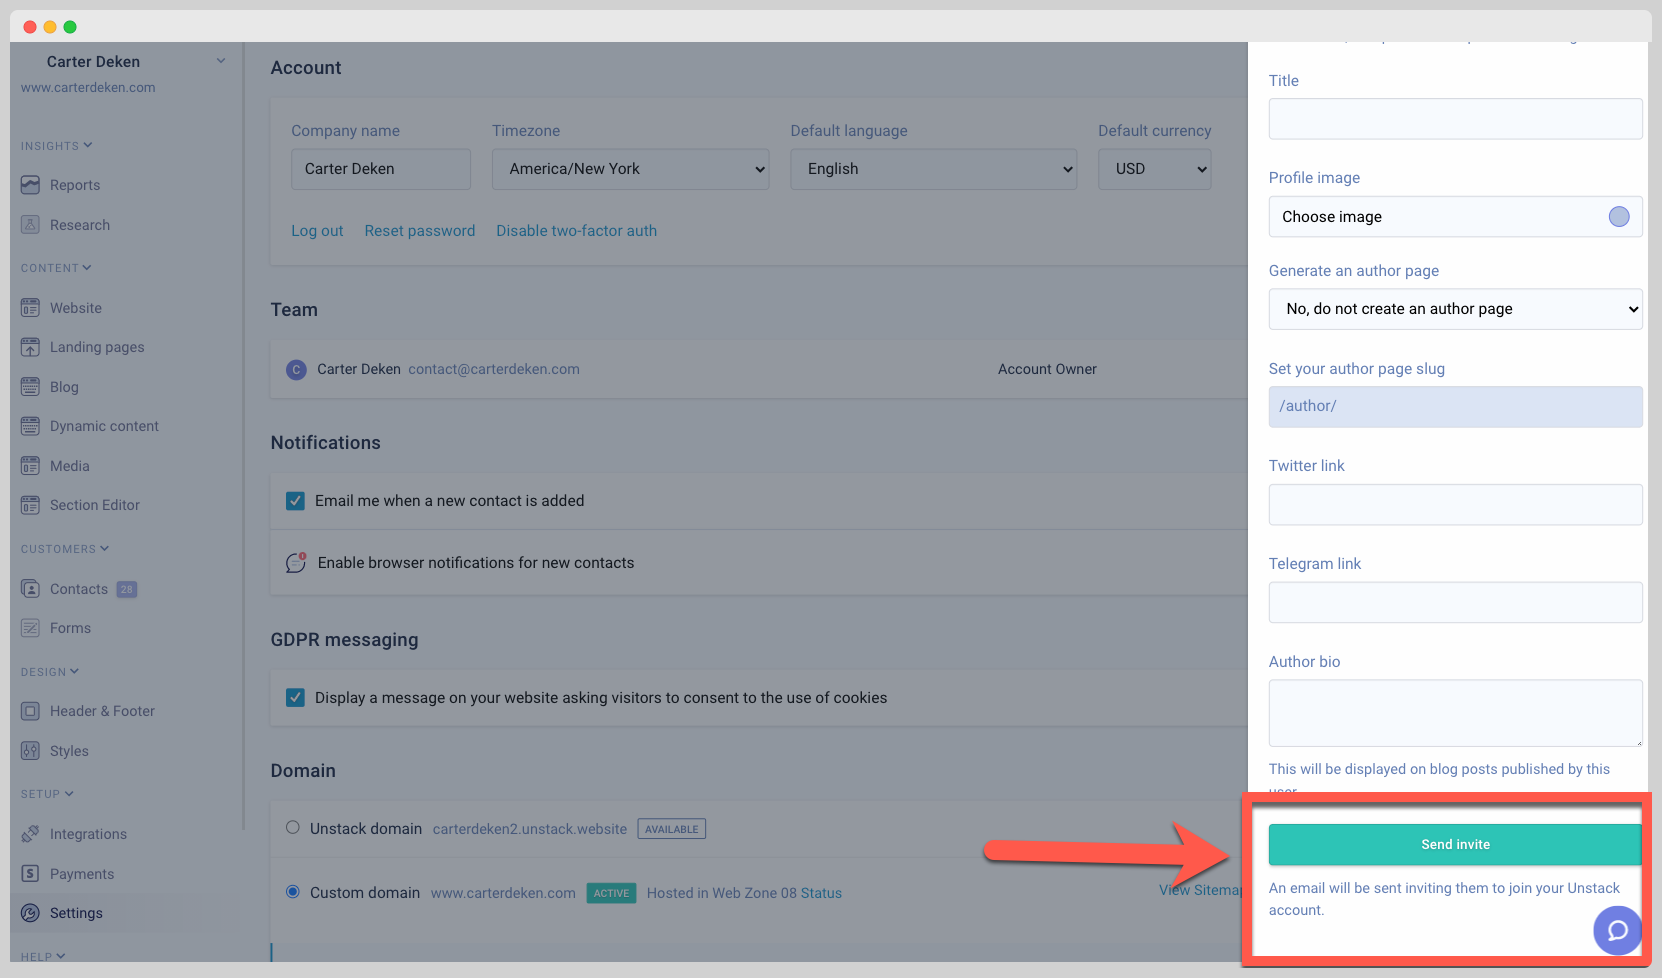 Carter Deken
www.carterdeken.com
INSIGHTS
Reports
Research
CONTENT
Website
Landing pages
Blog
Dynamic content
Media
Section Editor
CUSTOMERS
Contacts 28
Forms
DESIGN
Header & Footer
Styles
SETUP
Integrations
Payments
Settings
HELP
Account
Company name Timezone Default language Default currency
Carter Deken America/New York English USD
Log out Reset password Disable two-factor auth
Team
C Carter Deken contact@carterdeken.com Account Owner
Notifications
Email me when a new contact is added
Enable browser notifications for new contacts
GDPR messaging
Display a message on your website asking visitors to consent to the use of cookies
Domain
Unstack domain carterdeken2.unstack.website AVAILABLE
Custom domain www.carterdeken.com ACTIVE Hosted in Web Zone 08 Status View Sitemap
Title
Profile image
Choose image
Generate an author page
No, do not create an author page
Set your author page slug
/author/
Twitter link
Telegram link
Author bio
This will be displayed on blog posts published by this
user.
Send invite
An email will be sent inviting them to join your Unstack
account.